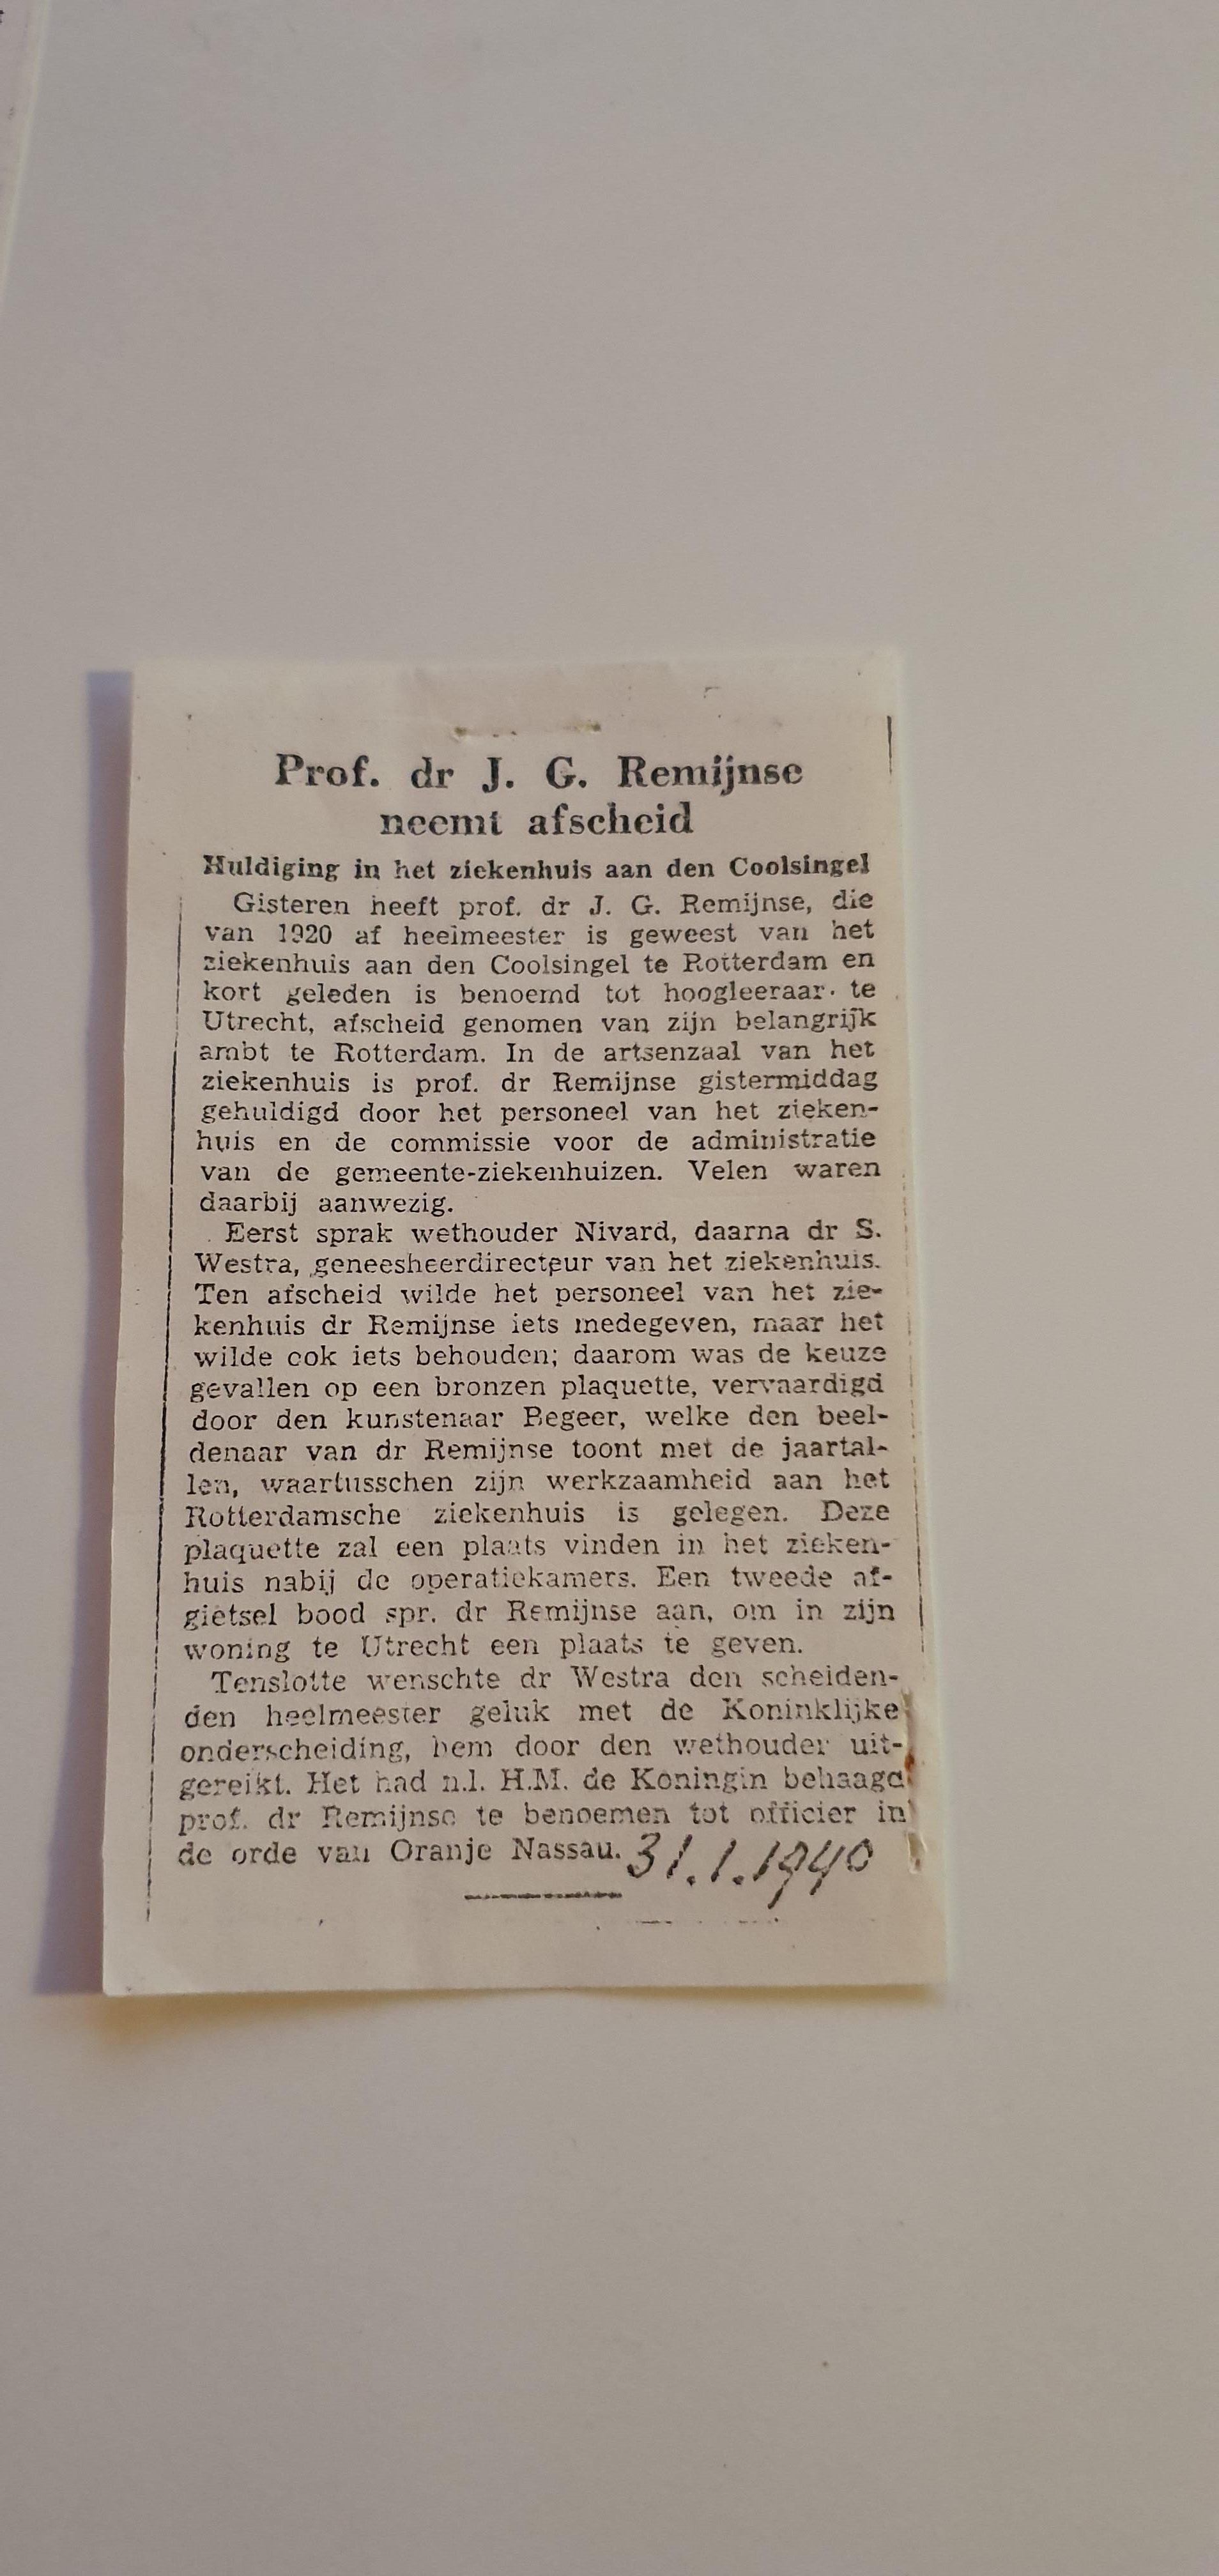 Prof. dr J. G. Remijnse
neemt afscheid
Huldiging in het ziekenhuis aan den Coolsingel
Gisteren heeft prof. dr J. G. Remijnse, die
van 1920 af heelmeester is geweest van het
ziekenhuis aan den Coolsingel te Rotterdam en
kort geleden is benoemd tot hoogleeraar te
Utrecht, afscheid genomen van zijn belangrijk
ambt te Rotterdam. In de artsenzaal van het
ziekenhuis is prof. dr Remijnse gistermiddag
gehuldigd door het personeel van het zieken-
huis en de commissie voor de administratie
van de gemeente-ziekenhuizen. Velen waren
daarbij aanwezig.
Eerst sprak wethouder Nivard, daarna dr S.
Westra, geneesheerdirecteur van het ziekenhuis.
Ten afscheid wilde het personeel van het zie-
kenhuis dr Remijnse iets medegeven, maar het
wilde ook iets behouden; daarom was de keuze
gevallen op een bronzen plaquette, vervaardigd
door den kunstenaar Begeer, welke den beel-
denaar van dr Remijnse toont met de jaartal-
len, waartusschen zijn werkzaamheid aan het
Rotterdamsche ziekenhuis is gelegen. Deze
plaquette zal een plaats vinden in het zieken-
huis nabij de operatiekamers. Een tweede af-
gietsel bood spr. dr Remijnse aan, om in zijn
woning te Utrecht een plaats te geven.
Tenslotte wenschte dr Westra den scheiden-
den heelmeester geluk met de Koninklijke
onderscheiding, hem door den wethouder uit-
gereikt. Het had n.l. H.M. de Koningin behaagd
prof. dr Remijnse te benoemen tot officier in
de orde van Oranje Nassau. 31.1.1940